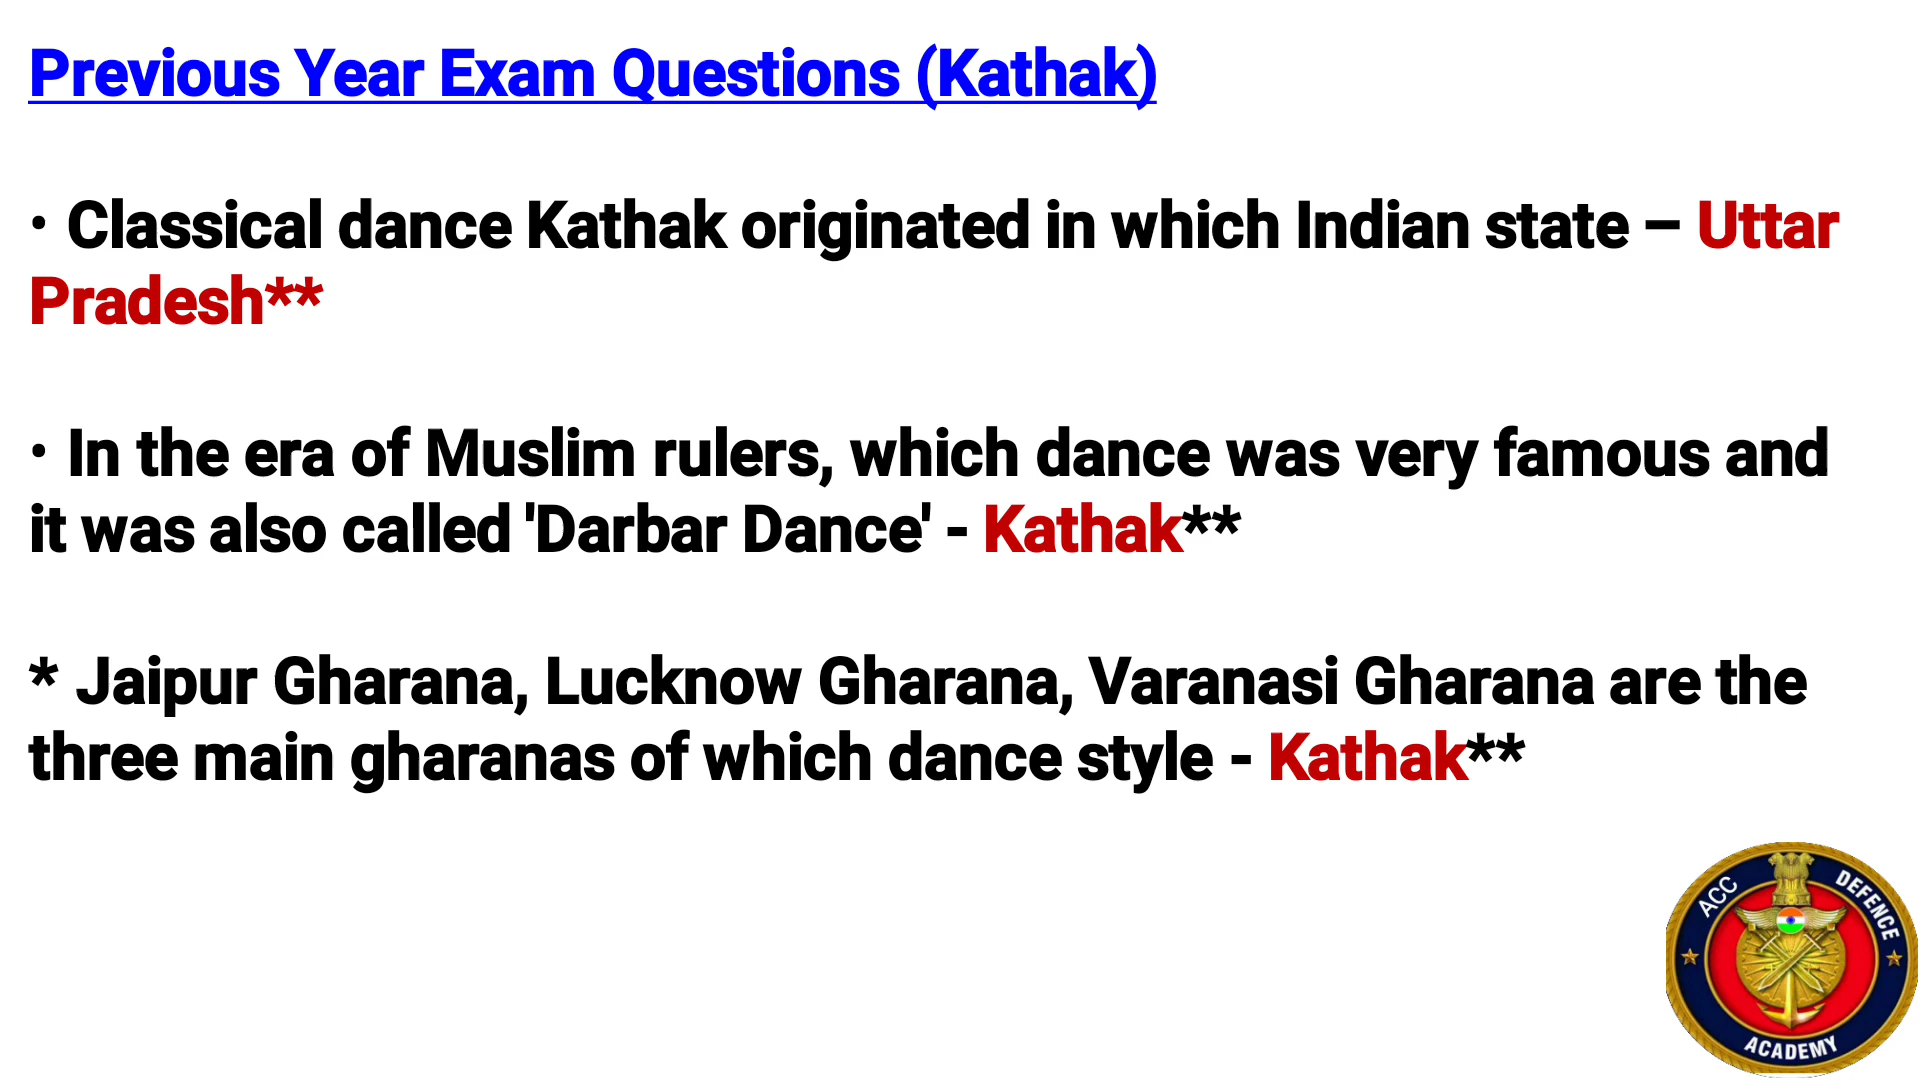 Previous Year Exam Questions (Kathak)
• Classical dance Kathak originated in which Indian state – Uttar
Pradesh**
• In the era of Muslim rulers, which dance was very famous and
it was also called 'Darbar Dance' - Kathak**
* Jaipur Gharana, Lucknow Gharana, Varanasi Gharana are the
three main gharanas of which dance style - Kathak**
ACC DEFENCE
ACADEMY